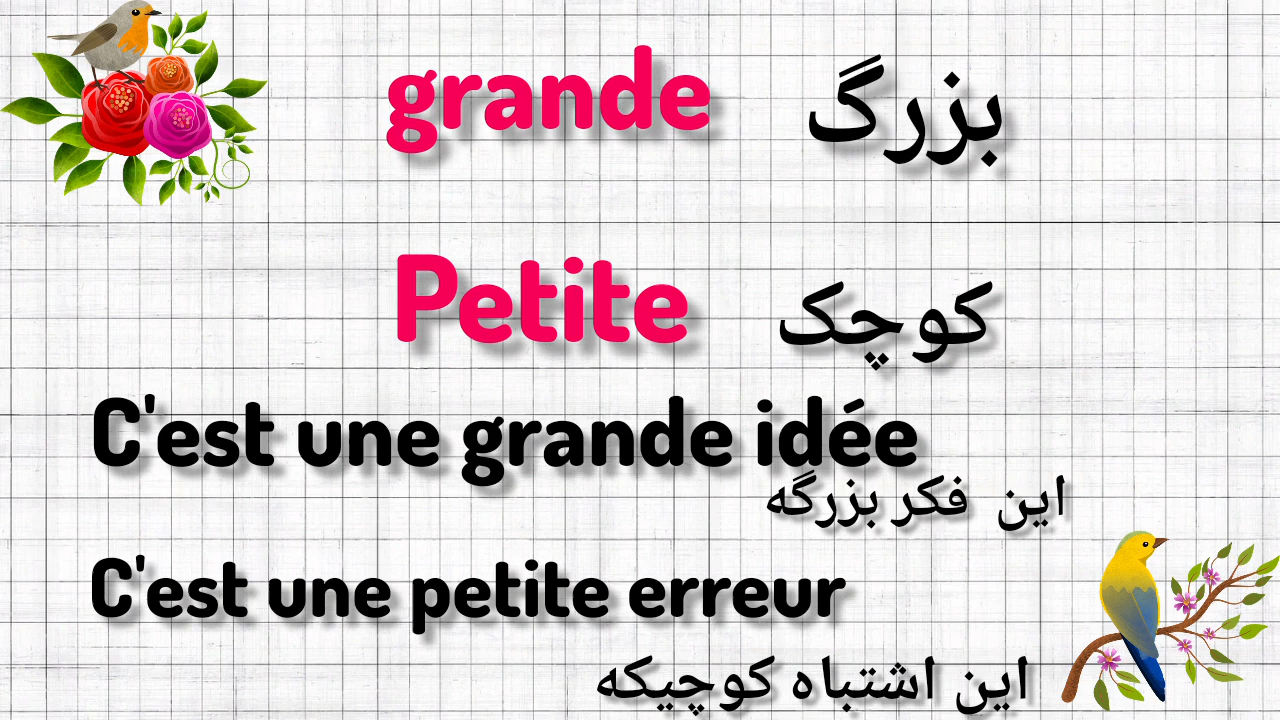 grande بزرگ
Petite کوچک
C'est une grande idée
این فکر بزرگه
C'est une petite erreur
این اشتباه کوچیکه